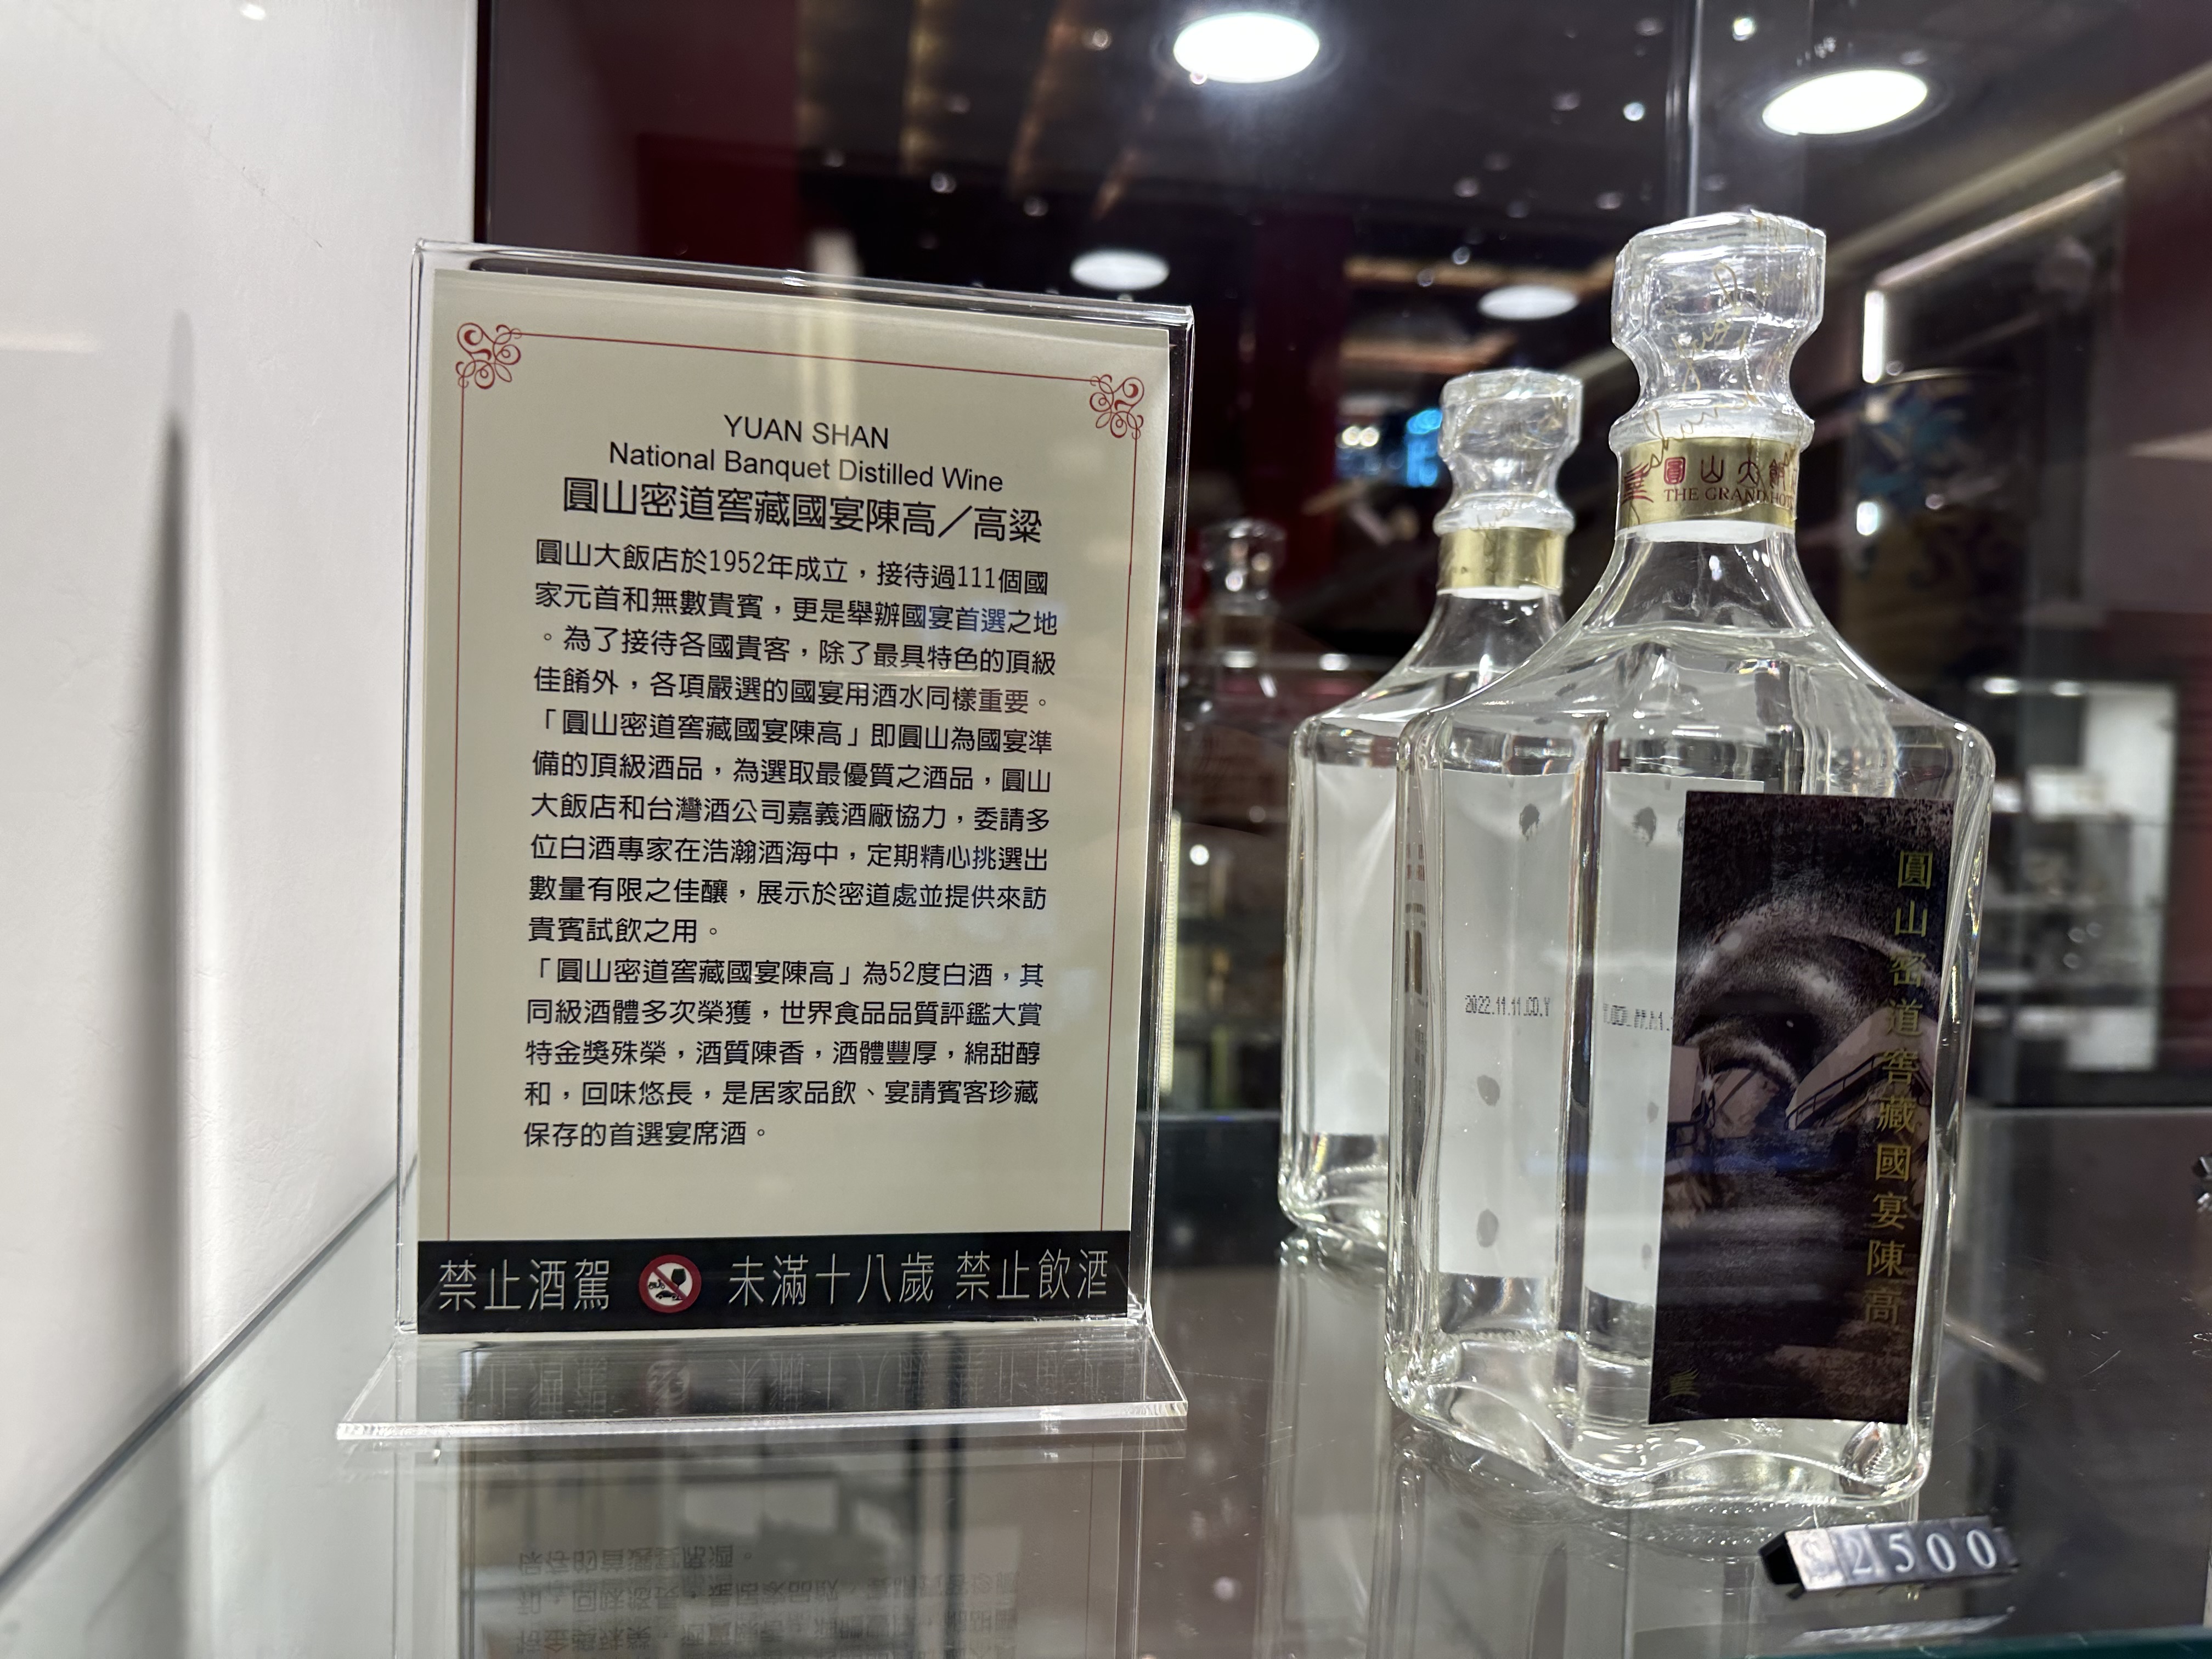 YUAN SHAN
National Banquet Distilled Wine
圓山密道窖藏國宴陳高／高粱
圓山大飯店於1952年成立，接待過111個國
家元首和無數貴賓，更是舉辦國宴首選之地
。為了接待各國貴客，除了最具特色的頂級
佳餚外，各項嚴選的國宴用酒水同樣重要。
「圓山密道窖藏國宴陳高」即圓山為國宴準
備的頂級酒品，為選取最優質之酒品，圓山
大飯店和台灣酒公司嘉義酒廠協力，委請多
位白酒專家在浩瀚酒海中，定期精心挑選出
數量有限之佳釀，展示於密道處並提供來訪
貴賓試飲之用。
「圓山密道窖藏國宴陳高」為52度白酒，其
同級酒體多次榮獲，世界食品品質評鑑大賞
特金獎殊榮，酒質陳香，酒體豐厚，綿甜醇
和，回味悠長，是居家品飲、宴請賓客珍藏
保存的首選宴席酒。
禁止酒駕 未滿十八歲 禁止飲酒
圓山大飯
THE GRAND HOT
圓山密道窖藏國宴陳高
2022.11.11.CO.Y
$2500